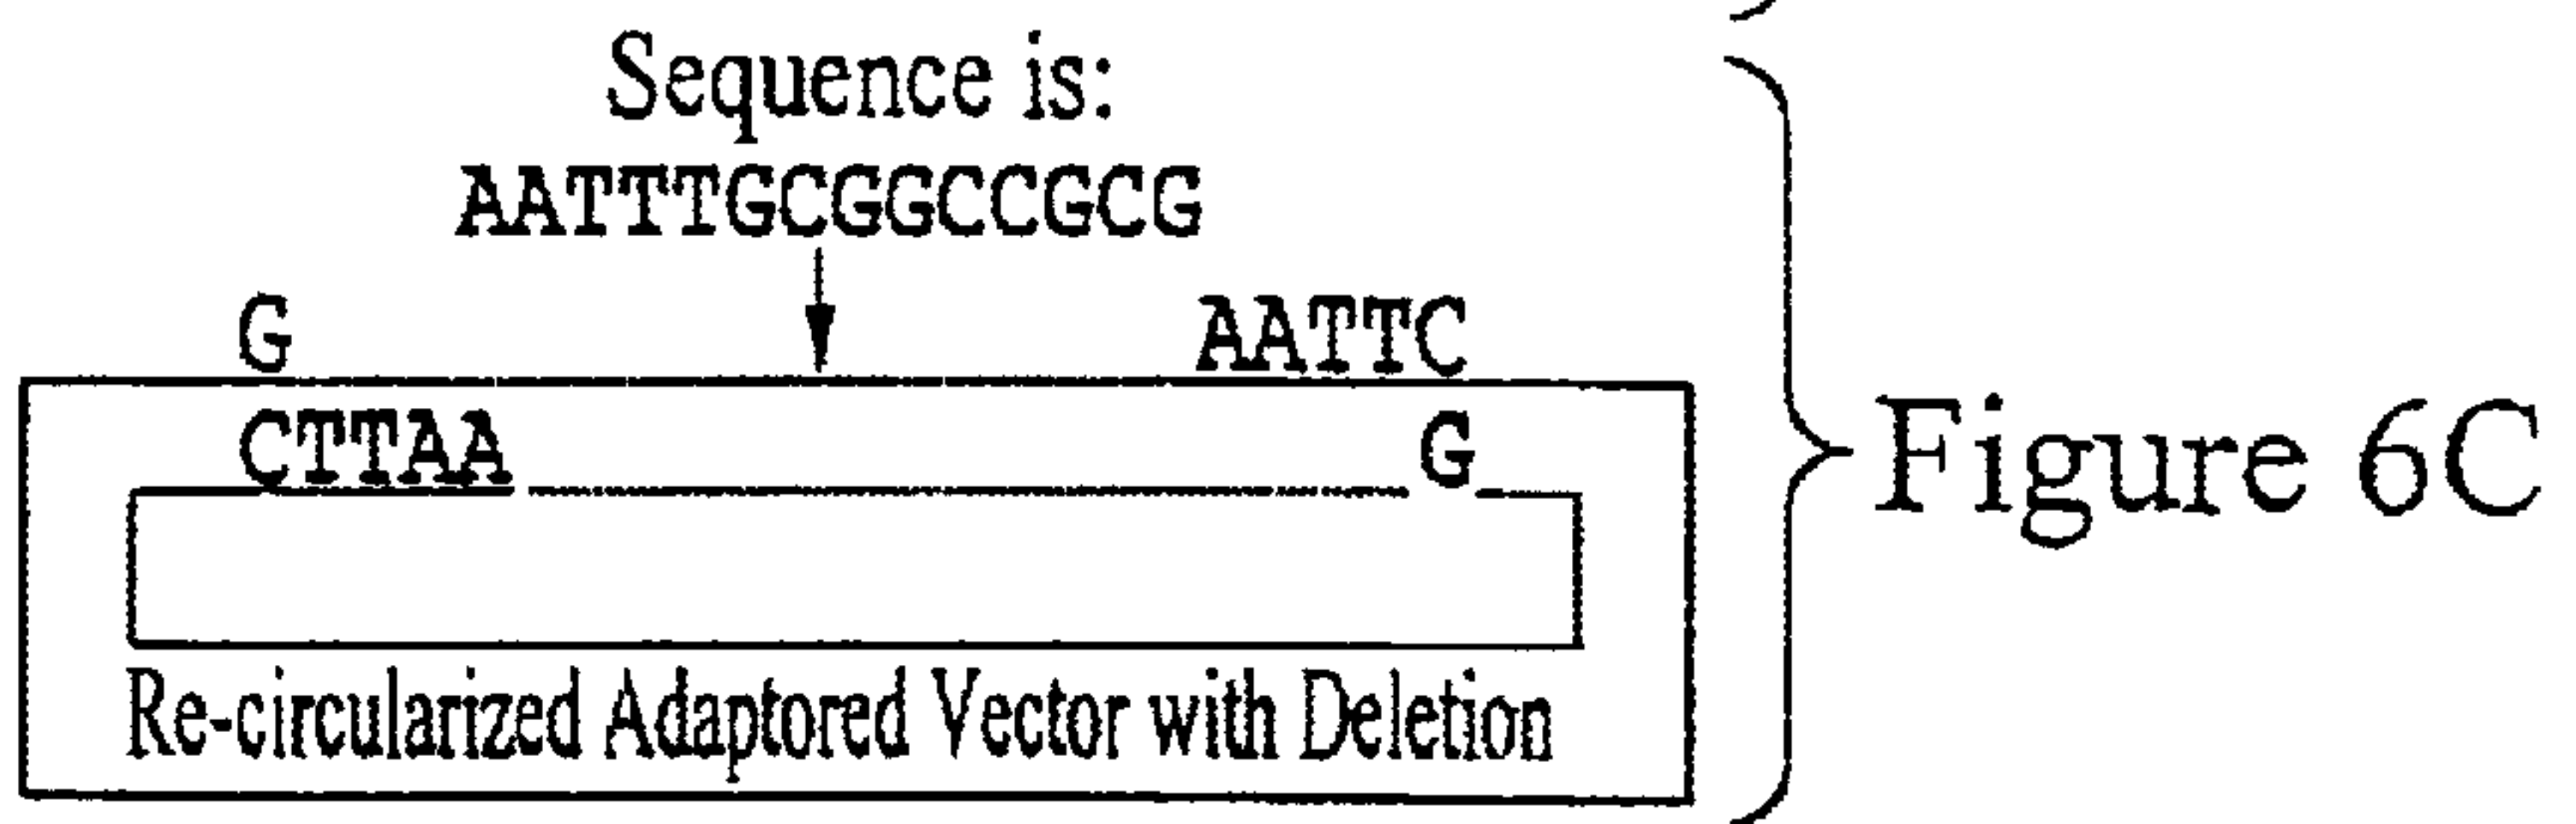 Sequence is:
AATTTGCGGCCGCG
G AATTC
CTTAA G
Re-circularized Adaptored Vector with Deletion
Figure 6C